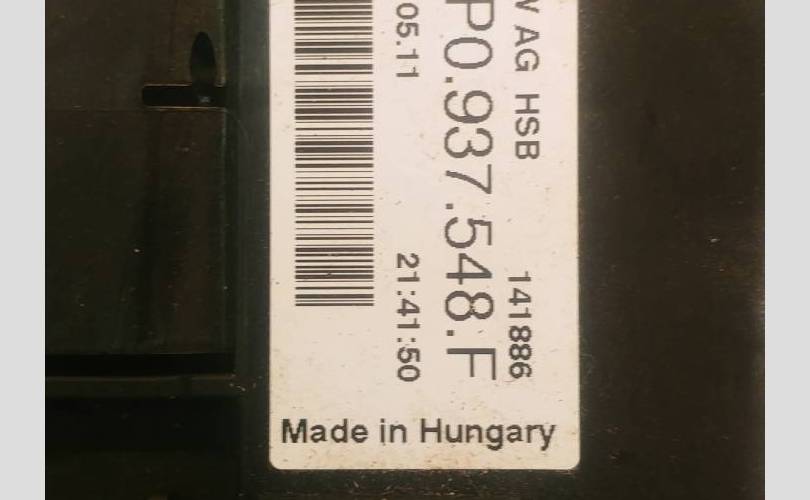 V AG HSB 141886
P0.937.548.F
05.11 21:41:50
Made in Hungary